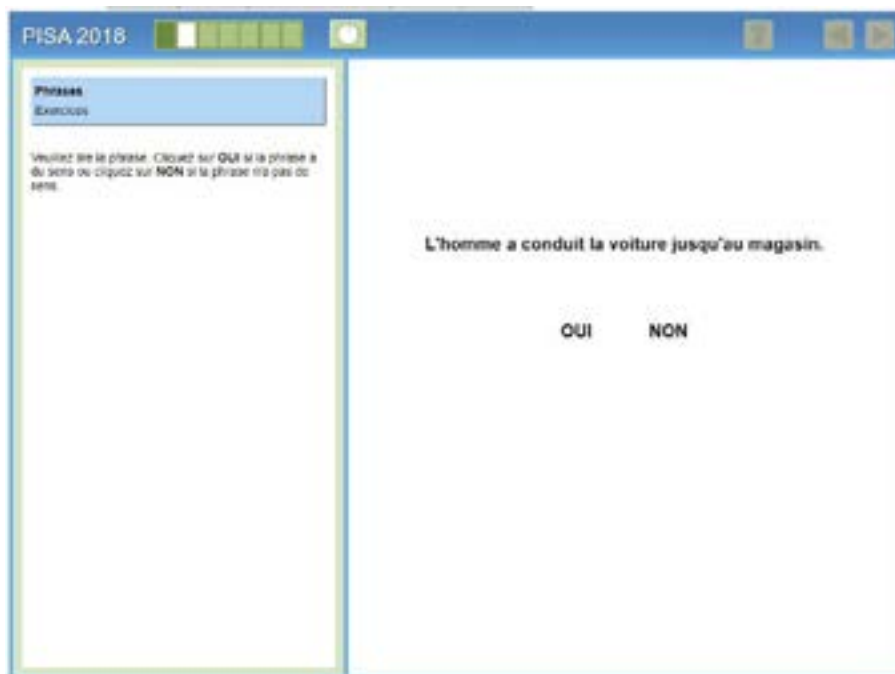 PISA 2018
Phrases
Exercices
Veuillez lire la phrase. Cliquez sur OUI si la phrase a
du sens ou cliquez sur NON si la phrase n'a pas de
sens.
L'homme a conduit la voiture jusqu'au magasin.
OUI NON